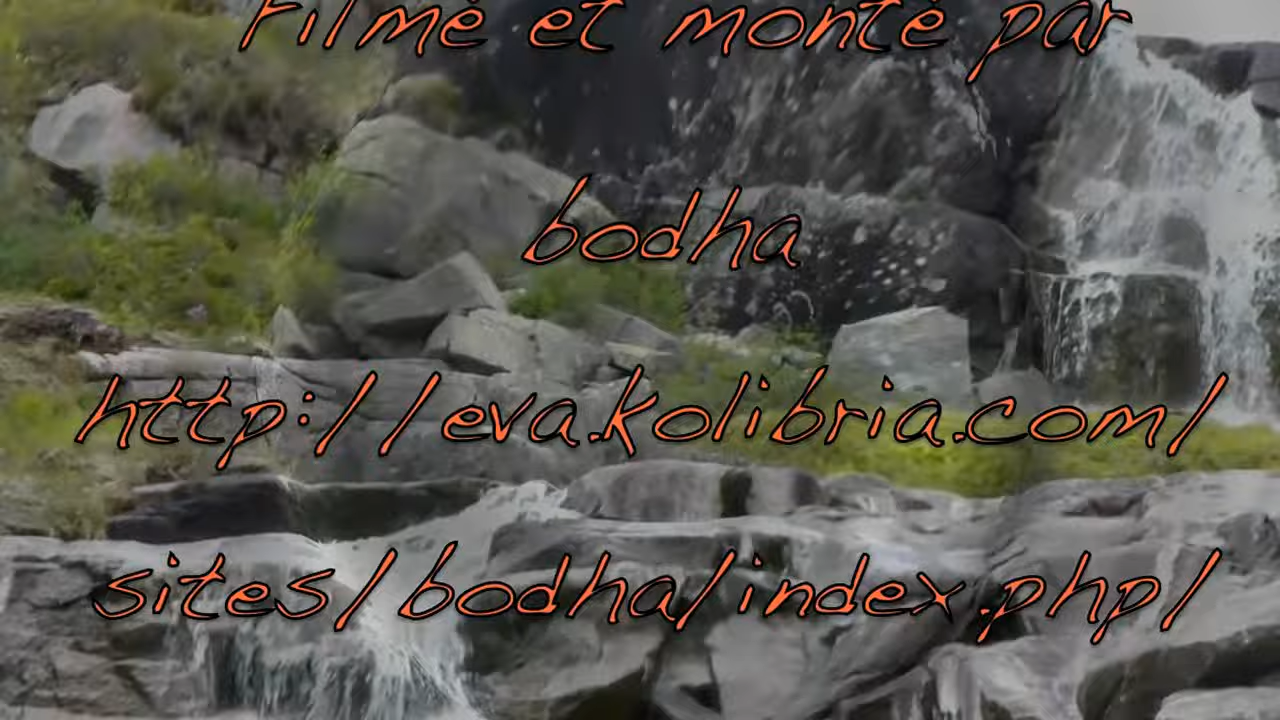 Filmé et monté par
bodha
http://eva.kolibria.com/
sites/bodha/index.php/